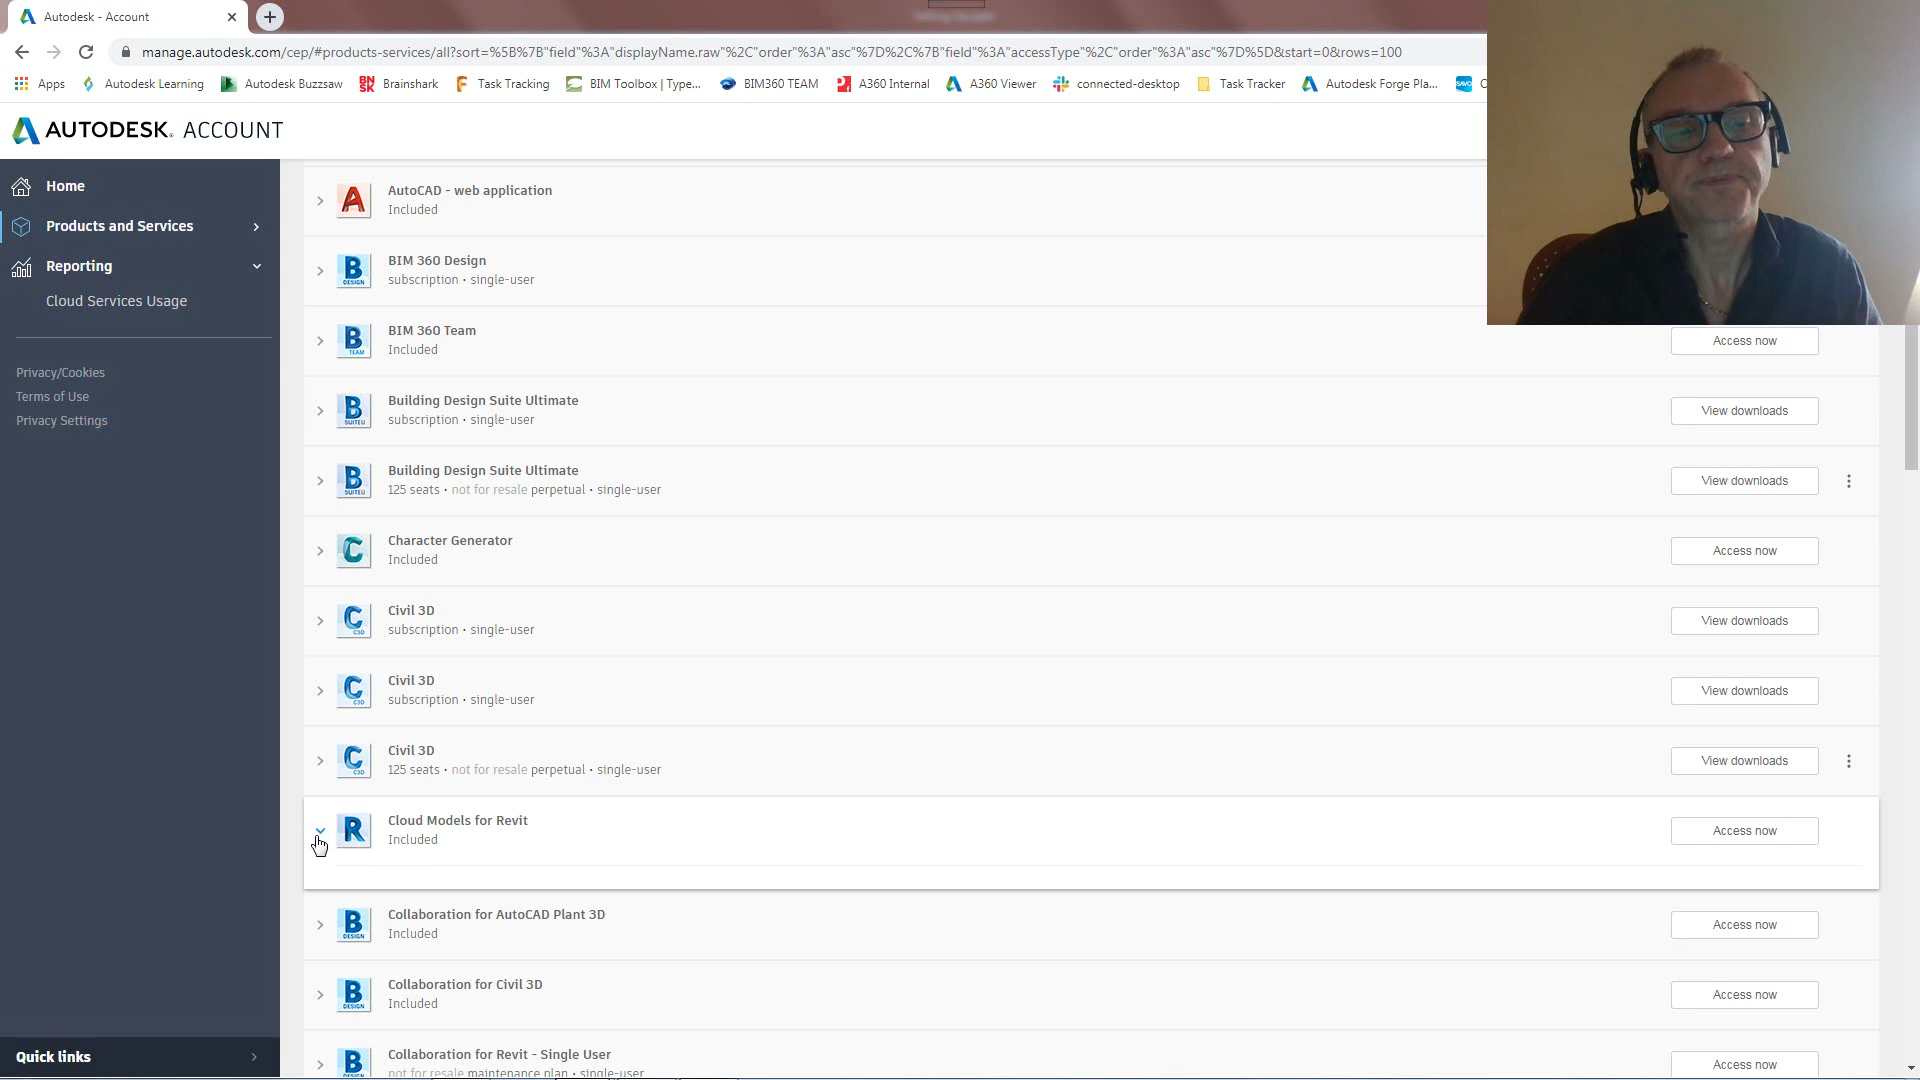 Autodesk - Account
manage.autodesk.com/cep/#products-services/all?sort=%5B%7B"field"%3A"displayName.raw"%2C"order"%3A"asc"%7D%2C%7B"field"%3A"accessType"%2C"order"%3A"asc"%7D%5D&start=0&rows=100
Apps Autodesk Learning Autodesk Buzzsaw Brainshark Task Tracking BIM Toolbox | Type... BIM360 TEAM A360 Internal A360 Viewer connected-desktop Task Tracker Autodesk Forge Pla...
AUTODESK. ACCOUNT
Home
Products and Services
Reporting
Cloud Services Usage
Privacy/Cookies
Terms of Use
Privacy Settings
Quick links
AutoCAD - web application
Included
BIM 360 Design
subscription • single-user
BIM 360 Team
Included
Access now
Building Design Suite Ultimate
subscription • single-user
View downloads
Building Design Suite Ultimate
125 seats • not for resale perpetual • single-user
View downloads
Character Generator
Included
Access now
Civil 3D
subscription • single-user
View downloads
Civil 3D
subscription • single-user
View downloads
Civil 3D
125 seats • not for resale perpetual • single-user
View downloads
Cloud Models for Revit
Included
Access now
Collaboration for AutoCAD Plant 3D
Included
Access now
Collaboration for Civil 3D
Included
Access now
Collaboration for Revit - Single User
not for resale maintenance plan • single-user
Access now